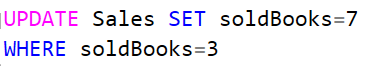 UPDATE Sales SET soldBooks=7
WHERE soldBooks=3